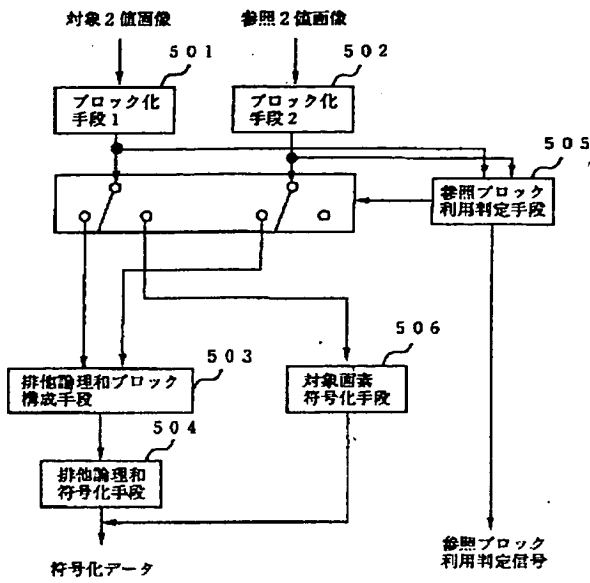 対象2値画像
参照2値画像
501
502
ブロック化
手段1
ブロック化
手段2
505
参照ブロック
利用判定手段
503
506
排他論理和ブロック
構成手段
対象画素
符号化手段
504
排他論理和
符号化手段
符号化データ
参照ブロック
利用判定信号